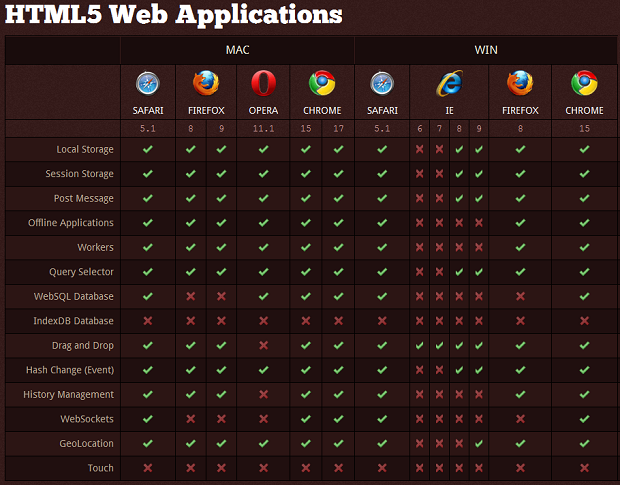 HTML5 Web Applications
MAC WIN
SAFARI FIREFOX OPERA CHROME SAFARI IE FIREFOX CHROME
5.1 8 9 11.1 15 17 5.1 6 7 8 9 8 15
Local Storage
Session Storage
Post Message
Offline Applications
Workers
Query Selector
WebSQL Database
IndexDB Database
Drag and Drop
Hash Change (Event)
History Management
WebSockets
GeoLocation
Touch